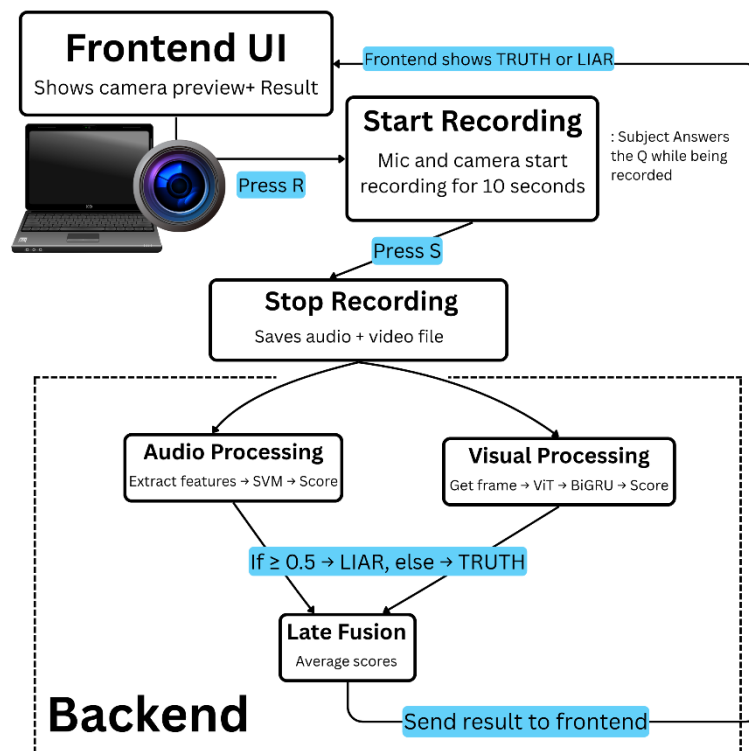 Frontend UI
Shows camera preview+ Result
Frontend shows TRUTH or LIAR
Start Recording
Mic and camera start
recording for 10 seconds
: Subject Answers
the Q while being
recorded
Press R
Press S
Stop Recording
Saves audio + video file
Audio Processing
Extract features → SVM → Score
Visual Processing
Get frame → ViT → BiGRU → Score
If ≥ 0.5 → LIAR, else → TRUTH
Late Fusion
Average scores
Backend
Send result to frontend